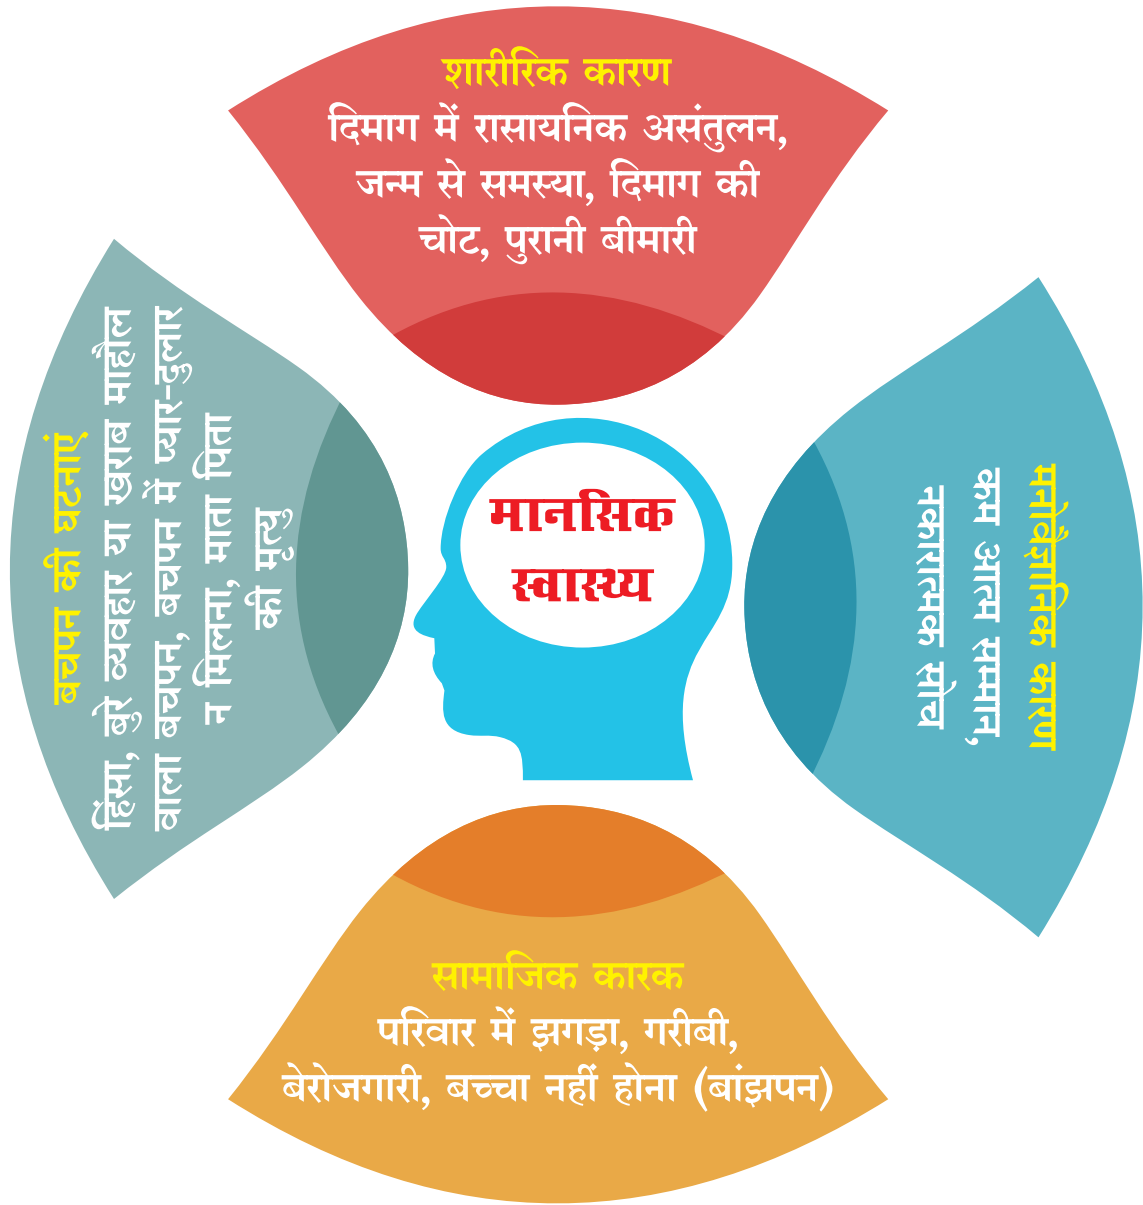 शारीरिक कारण
दिमाग में रासायनिक असंतुलन,
जन्म से समस्या, दिमाग की
चोट, पुरानी बीमारी
बचपन की घटनाएं
हिंसा, बुरे व्यवहार या खराब माहौल
वाला बचपन, बचपन में प्यार-दुलार
न मिलना, माता पिता
की मृत्यु
मानसिक
स्वास्थ्य
मनोवैज्ञानिक कारण
कम आत्म सम्मान,
नकारात्मक सोच
सामाजिक कारक
परिवार में झगड़ा, गरीबी,
बेरोजगारी, बच्चा नहीं होना (बांझपन)